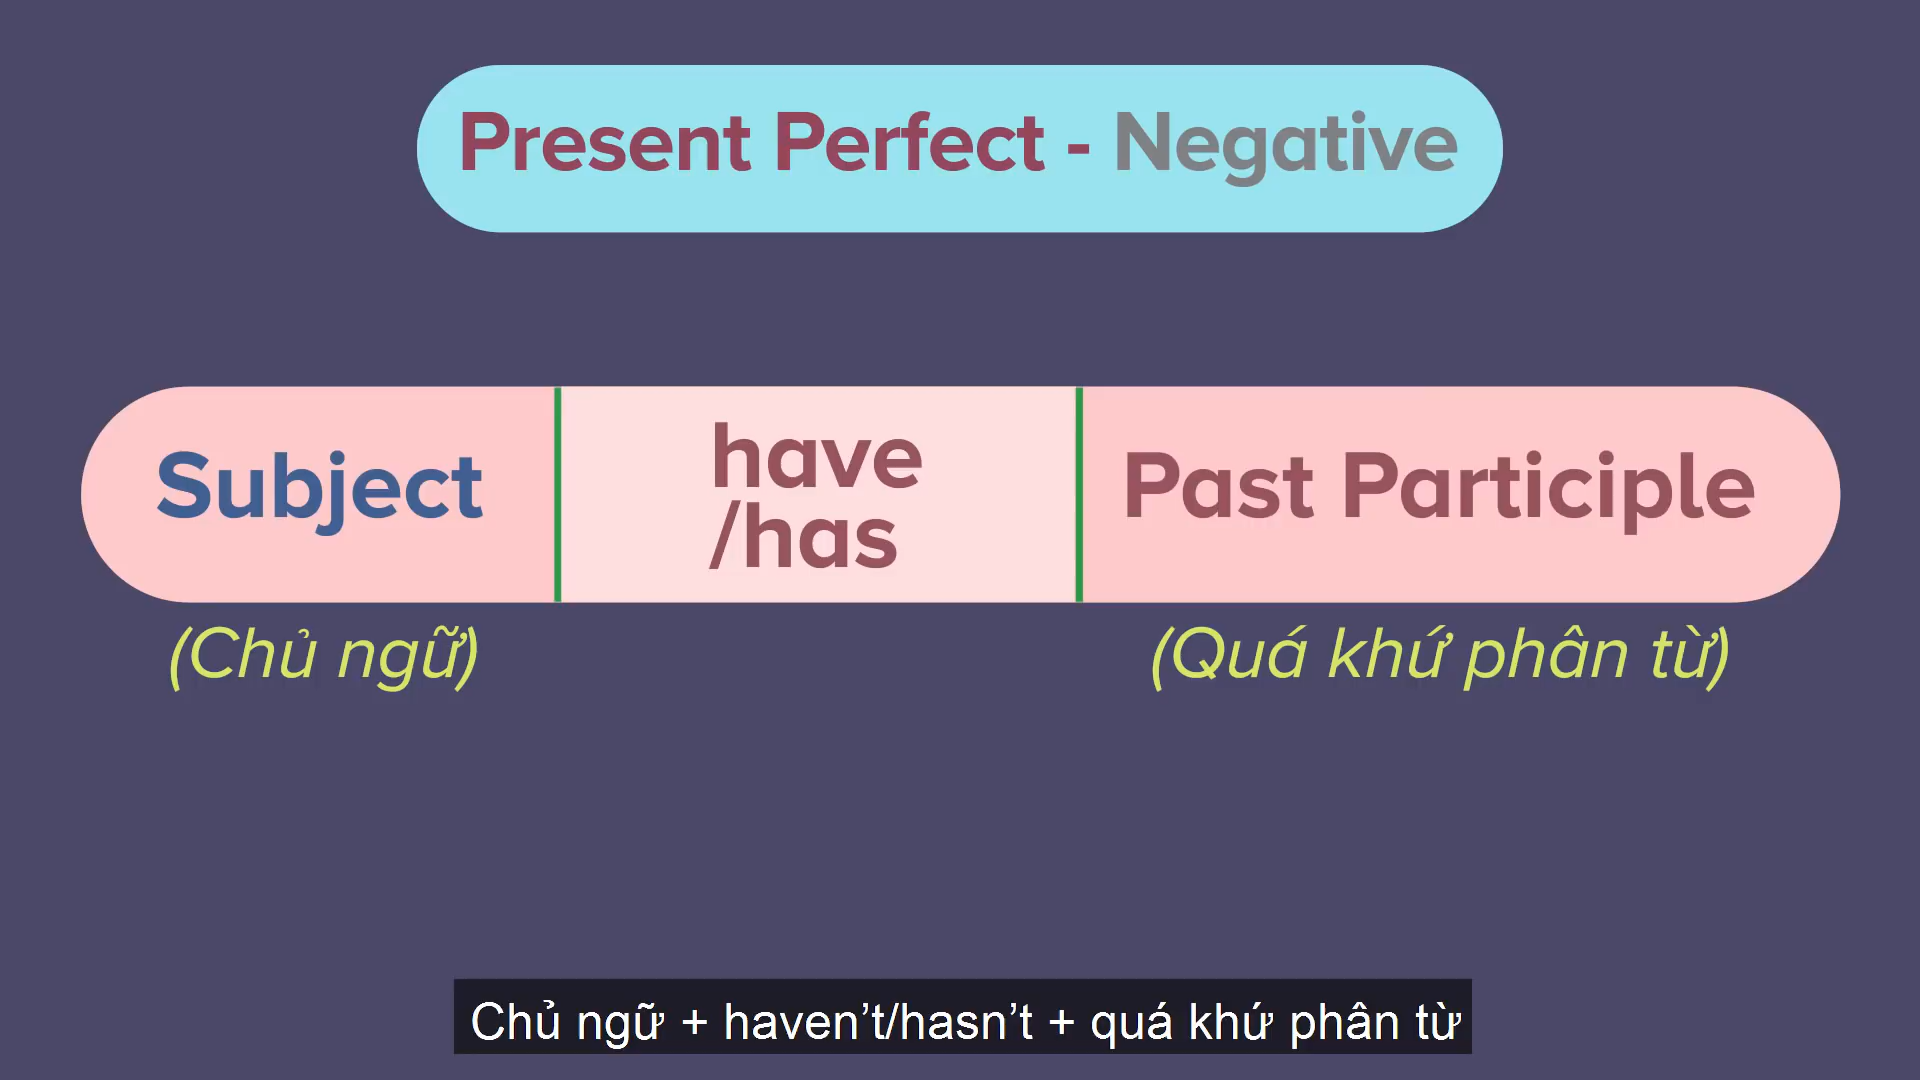 Present Perfect - Negative
Subject
have
/has
Past Participle
(Chủ ngữ)
(Quá khứ phân từ)
Chủ ngữ + haven’t/hasn’t + quá khứ phân từ